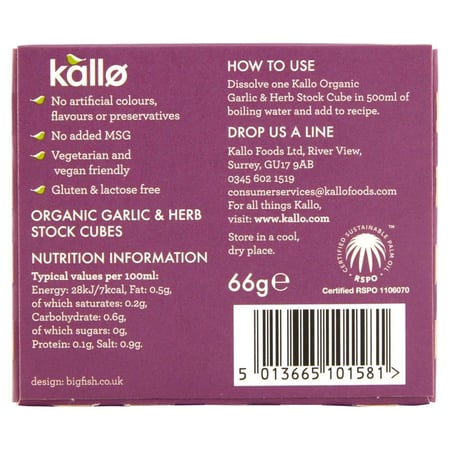 kallø
No artificial colours,
flavours or preservatives
No added MSG
Vegetarian and
vegan friendly
Gluten & lactose free
ORGANIC GARLIC & HERB
STOCK CUBES
NUTRITION INFORMATION
Typical values per 100ml:
Energy: 28kJ/7kcal, Fat: 0.5g,
of which saturates: 0.2g,
Carbohydrate: 0.6g,
of which sugars: 0g,
Protein: 0.1g, Salt: 0.9g.
design: bigfish.co.uk
HOW TO USE
Dissolve one Kallo Organic
Garlic & Herb Stock Cube in 500ml of
boiling water and add to recipe.
DROP US A LINE
Kallo Foods Ltd, River View,
Surrey, GU17 9AB
0345 602 1519
consumerservices@kallofoods.com
For all things Kallo,
visit: www.kallo.com
Store in a cool,
dry place.
66g℮
CERTIFIED SUSTAINABLE PALM OIL
RSPO
™
Certified RSPO 1106070
5 013665 101581 >